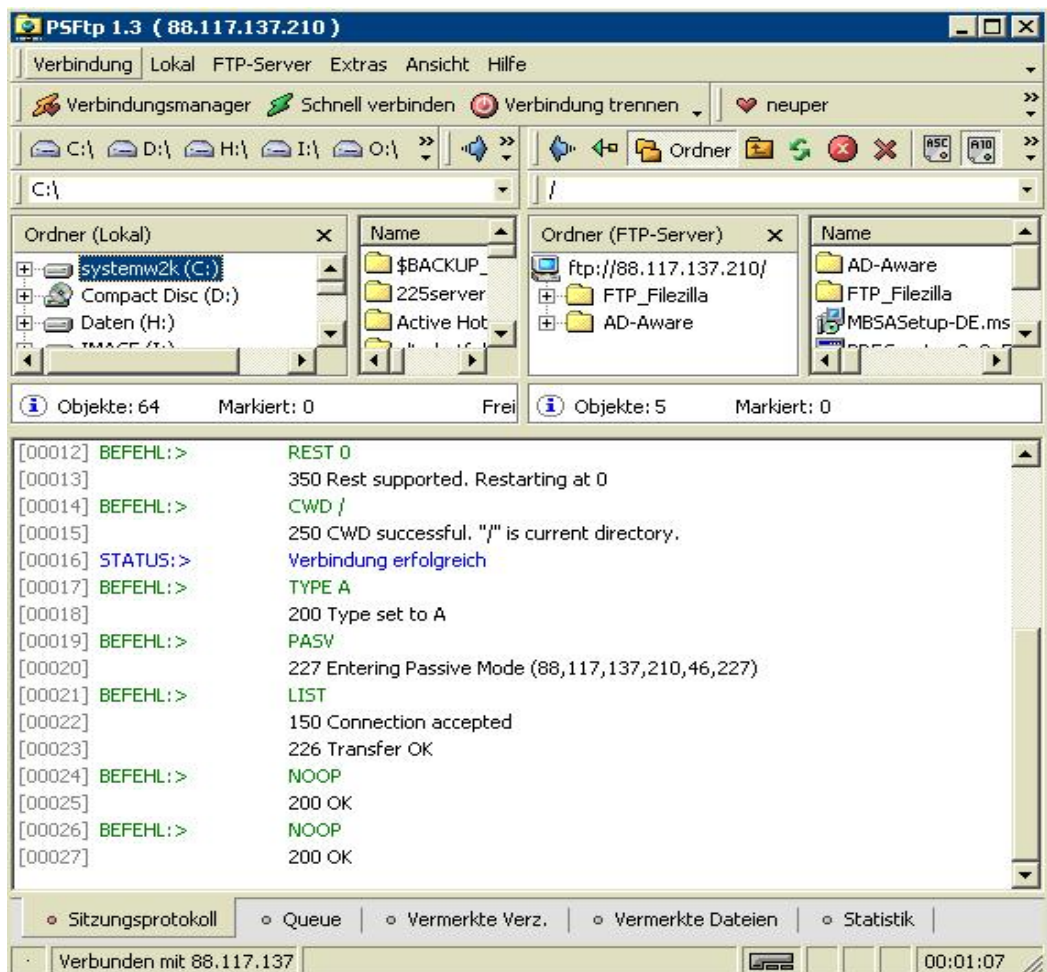 PSFtp 1.3 ( 88.117.137.210 )
Verbindung Lokal FTP-Server Extras Ansicht Hilfe
Verbindungsmanager Schnell verbinden Verbindung trennen neuper
C:\ D:\ H:\ I:\ O:\ Ordner ASC A10
C:\ /
Ordner (Lokal) Name Ordner (FTP-Server) Name
systemw2k (C:) $BACKUP_ ftp://88.117.137.210/ AD-Aware
Compact Disc (D:) 225server FTP_Filezilla FTP_Filezilla
Daten (H:) Active Hot AD-Aware MBSASetup-DE.ms
IMAGE (I:)
Objekte: 64 Markiert: 0 Frei Objekte: 5 Markiert: 0
[00012] BEFEHL:> REST 0
[00013] 350 Rest supported. Restarting at 0
[00014] BEFEHL:> CWD /
[00015] 250 CWD successful. "/" is current directory.
[00016] STATUS:> Verbindung erfolgreich
[00017] BEFEHL:> TYPE A
[00018] 200 Type set to A
[00019] BEFEHL:> PASV
[00020] 227 Entering Passive Mode (88,117,137,210,46,227)
[00021] BEFEHL:> LIST
[00022] 150 Connection accepted
[00023] 226 Transfer OK
[00024] BEFEHL:> NOOP
[00025] 200 OK
[00026] BEFEHL:> NOOP
[00027] 200 OK
Sitzungsprotokoll Queue Vermerkte Verz. Vermerkte Dateien Statistik
Verbunden mit 88.117.137 00:01:07